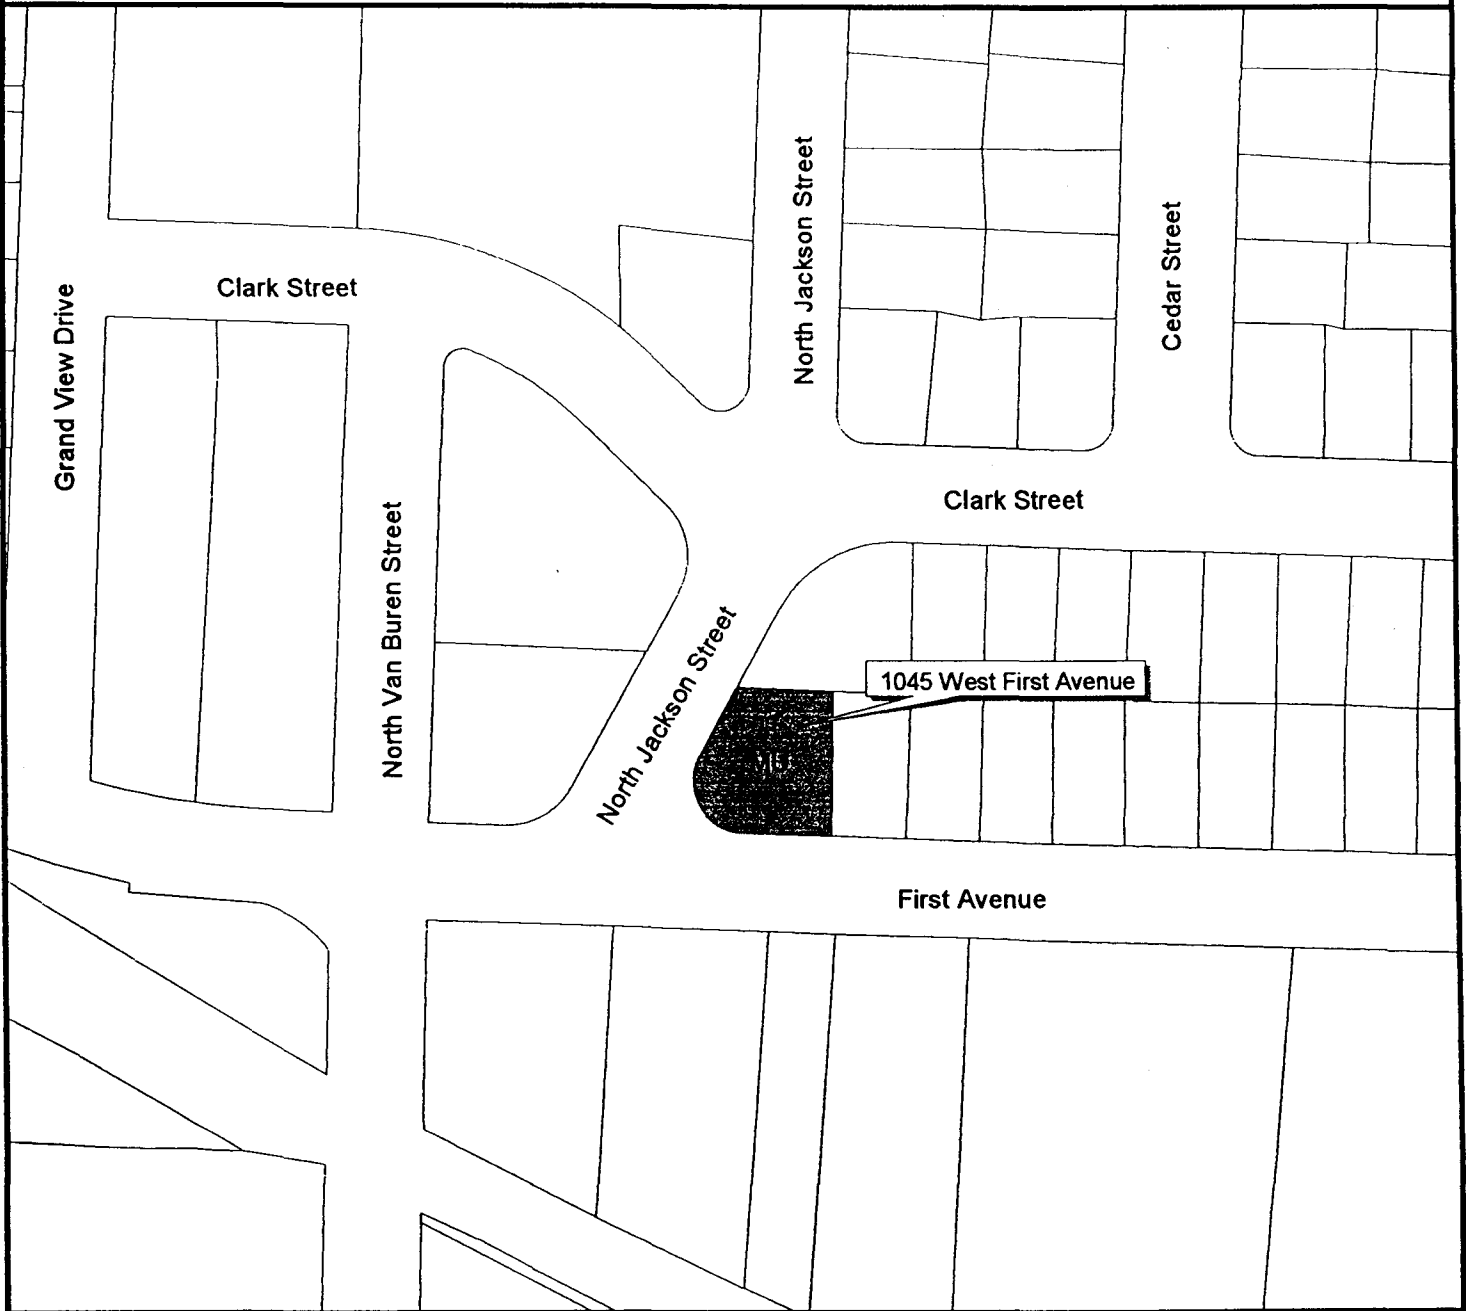 North Jackson Street
Cedar Street
Clark Street
Grand View Drive
Clark Street
North Van Buren Street
North Jackson Street
1045 West First Avenue
First Avenue